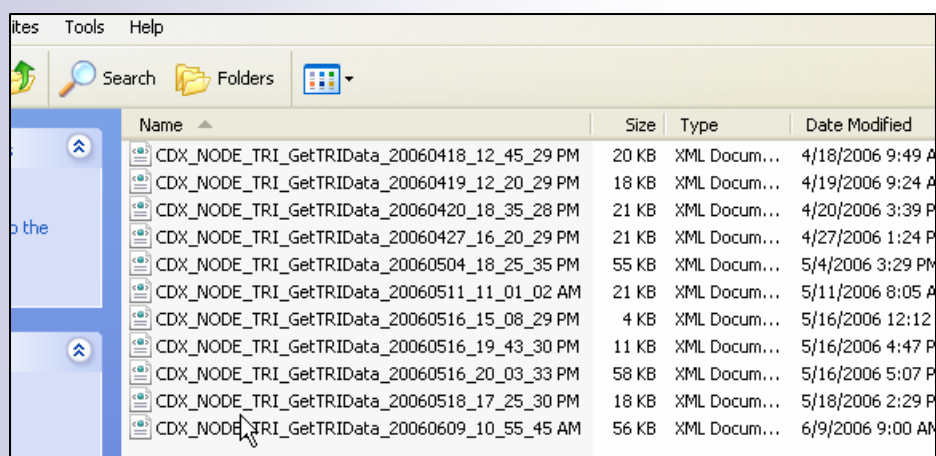 ites Tools Help
Search Folders
Name Size Type Date Modified
CDX_NODE_TRI_GetTRIData_20060418_12_45_29 PM 20 KB XML Docum... 4/18/2006 9:49 A
CDX_NODE_TRI_GetTRIData_20060419_12_20_29 PM 18 KB XML Docum... 4/19/2006 9:24 A
CDX_NODE_TRI_GetTRIData_20060420_18_35_28 PM 21 KB XML Docum... 4/20/2006 3:39 P
o the
CDX_NODE_TRI_GetTRIData_20060427_16_20_29 PM 21 KB XML Docum... 4/27/2006 1:24 P
CDX_NODE_TRI_GetTRIData_20060504_18_25_35 PM 55 KB XML Docum... 5/4/2006 3:29 PM
CDX_NODE_TRI_GetTRIData_20060511_11_01_02 AM 21 KB XML Docum... 5/11/2006 8:05 A
CDX_NODE_TRI_GetTRIData_20060516_15_08_29 PM 4 KB XML Docum... 5/16/2006 12:12
CDX_NODE_TRI_GetTRIData_20060516_19_43_30 PM 11 KB XML Docum... 5/16/2006 4:47 P
CDX_NODE_TRI_GetTRIData_20060516_20_03_33 PM 58 KB XML Docum... 5/16/2006 5:07 P
CDX_NODE_TRI_GetTRIData_20060518_17_25_30 PM 18 KB XML Docum... 5/18/2006 2:29 P
CDX_NODE_TRI_GetTRIData_20060609_10_55_45 AM 56 KB XML Docum... 6/9/2006 9:00 AM